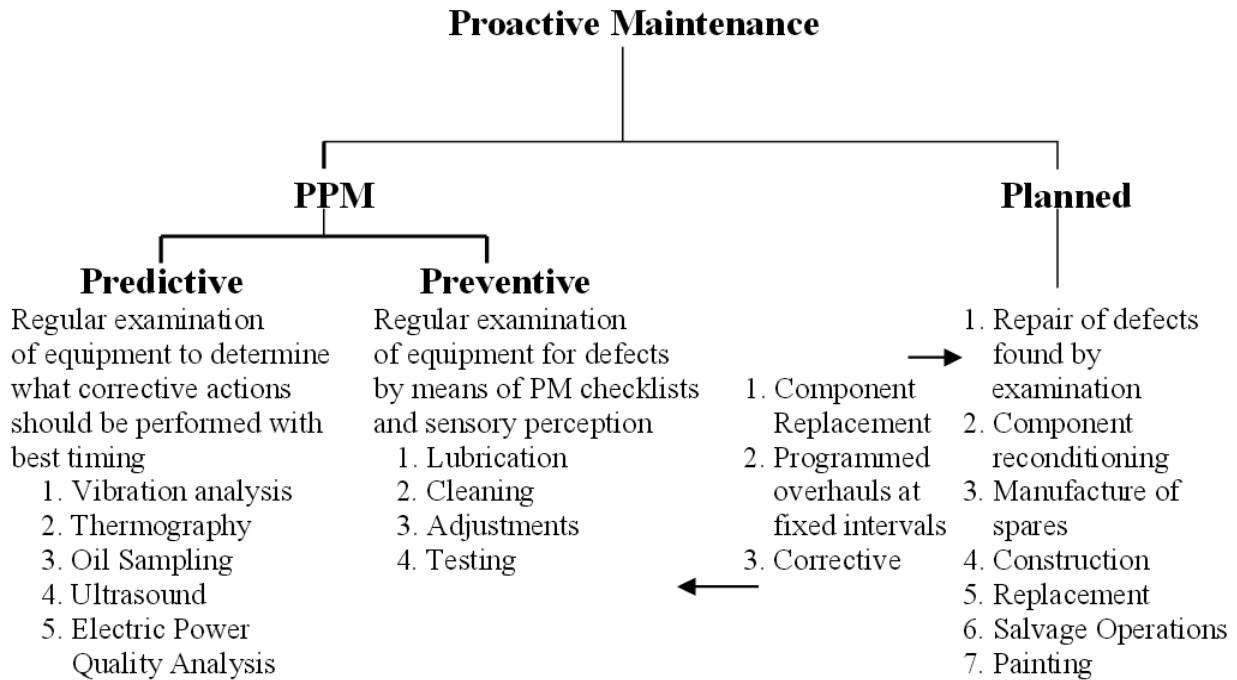 Proactive Maintenance
PPM
Planned
Predictive
Regular examination
of equipment to determine
what corrective actions
should be performed with
best timing
1. Vibration analysis
2. Thermography
3. Oil Sampling
4. Ultrasound
5. Electric Power
Quality Analysis
Preventive
Regular examination
of equipment for defects
by means of PM checklists
and sensory perception
1. Lubrication
2. Cleaning
3. Adjustments
4. Testing
1. Component
Replacement
2. Programmed
overhauls at
fixed intervals
3. Corrective
1. Repair of defects
found by
examination
2. Component
reconditioning
3. Manufacture of
spares
4. Construction
5. Replacement
6. Salvage Operations
7. Painting